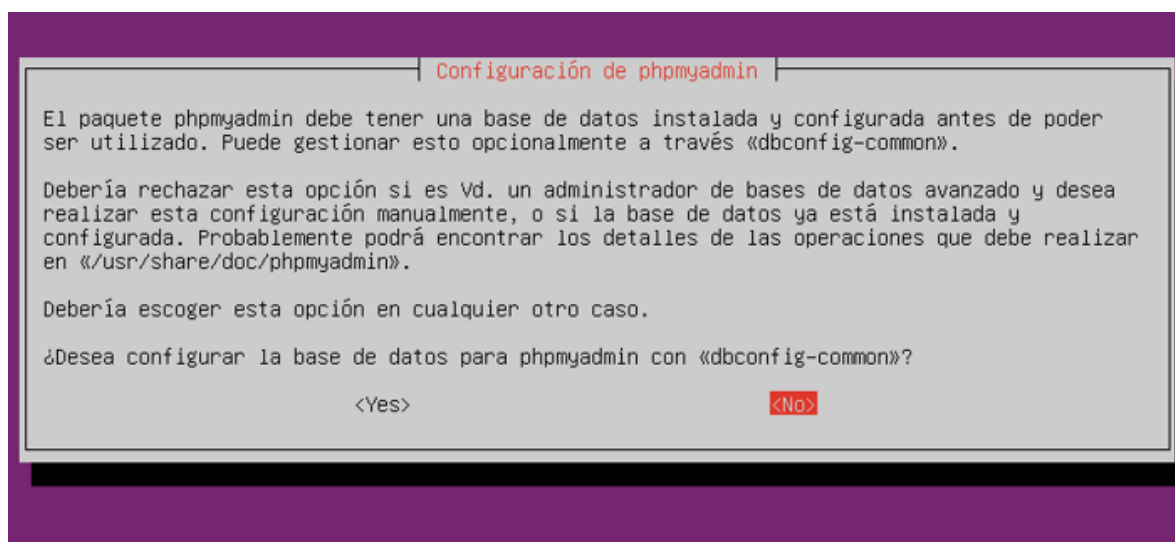 Configuración de phpmyadmin
El paquete phpmyadmin debe tener una base de datos instalada y configurada antes de poder
ser utilizado. Puede gestionar esto opcionalmente a través «dbconfig-common».
Debería rechazar esta opción si es Vd. un administrador de bases de datos avanzado y desea
realizar esta configuración manualmente, o si la base de datos ya está instalada y
configurada. Probablemente podrá encontrar los detalles de las operaciones que debe realizar
en «/usr/share/doc/phpmyadmin».
Debería escoger esta opción en cualquier otro caso.
¿Desea configurar la base de datos para phpmyadmin con «dbconfig-common»?
<Yes> <No>